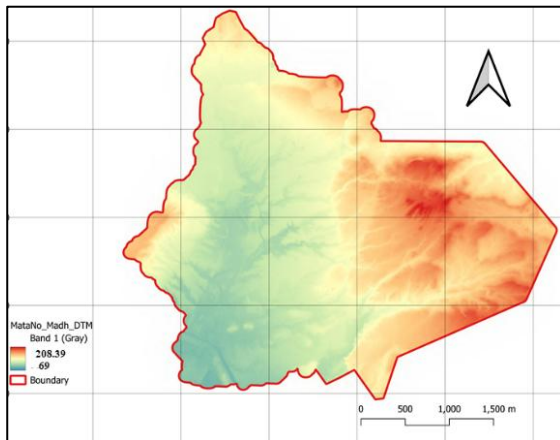 MataNo_Madh_DTM
Band 1 (Gray)
208.39
69
Boundary
0 500 1,000 1,500 m